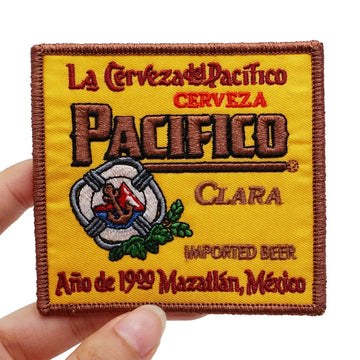 La Cerveza del Pacifico
CERVEZA
PACIFICO
CLARA
IMPORTED BEER
Año de 1900 Mazatlán, México